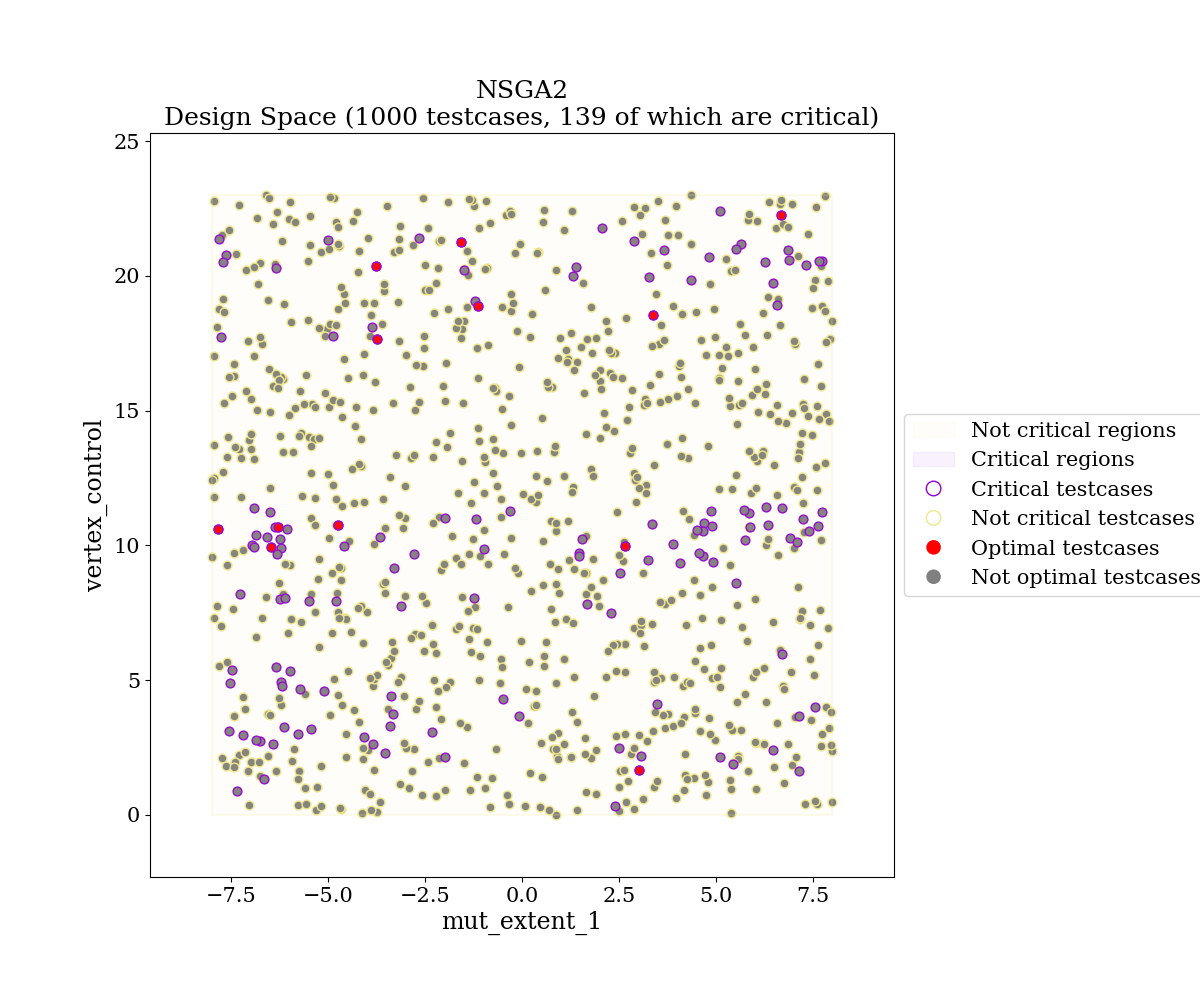 NSGA2
Design Space (1000 testcases, 139 of which are critical)
25
20
15
10
5
0
vertex_control
−7.5
−5.0
−2.5
0.0
2.5
5.0
7.5
mut_extent_1
Not critical regions
Critical regions
Critical testcases
Not critical testcases
Optimal testcases
Not optimal testcases